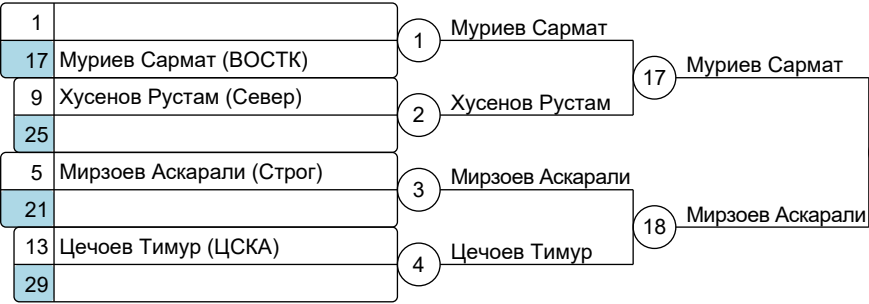 1
17 Муриев Сармат (ВОСТК)
9 Хусенов Рустам (Север)
25
5 Мирзоев Аскарали (Строг)
21
13 Цечоев Тимур (ЦСКА)
29
1 Муриев Сармат
2 Хусенов Рустам
3 Мирзоев Аскарали
4 Цечоев Тимур
17 Муриев Сармат
18 Мирзоев Аскарали